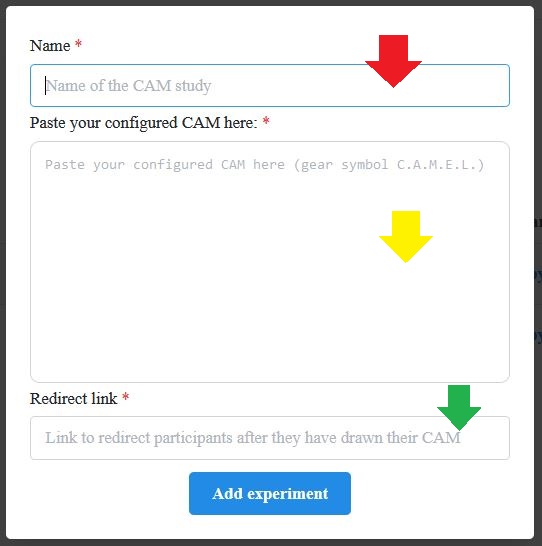 Name *
Name of the CAM study
Paste your configured CAM here: *
Paste your configured CAM here (gear symbol C.A.M.E.L.)
Redirect link *
Link to redirect participants after they have drawn their CAM
Add experiment